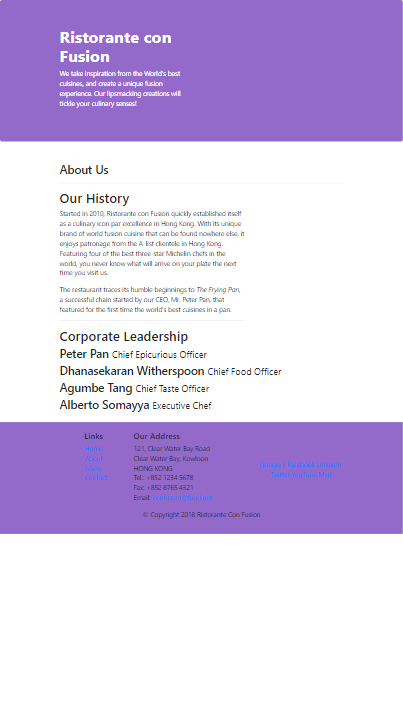 Ristorante con
Fusion
We take inspiration from the World's best
cuisines, and create a unique fusion
experience. Our lipsmacking creations will
tickle your culinary senses!
About Us
Our History
Started in 2010, Ristorante con Fusion quickly established itself
as a culinary icon par excellence in Hong Kong. With its unique
brand of world fusion cuisine that can be found nowhere else, it
enjoys patronage from the A-list clientele in Hong Kong.
Featuring four of the best three-star Michelin chefs in the
world, you never know what will arrive on your plate the next
time you visit us.
The restaurant traces its humble beginnings to The Frying Pan,
a successful chain started by our CEO, Mr. Peter Pan, that
featured for the first time the world's best cuisines in a pan.
Corporate Leadership
Peter Pan Chief Epicurious Officer
Dhanasekaran Witherspoon Chief Food Officer
Agumbe Tang Chief Taste Officer
Alberto Somayya Executive Chef
Links
Home
About
Menu
Contact
Our Address
121, Clear Water Bay Road
Clear Water Bay, Kowloon
HONG KONG
Tel.: +852 1234 5678
Fax: +852 8765 4321
Email:
Google+ Facebook LinkedIn
Twitter YouTube Mail
© Copyright 2018 Ristorante Con Fusion